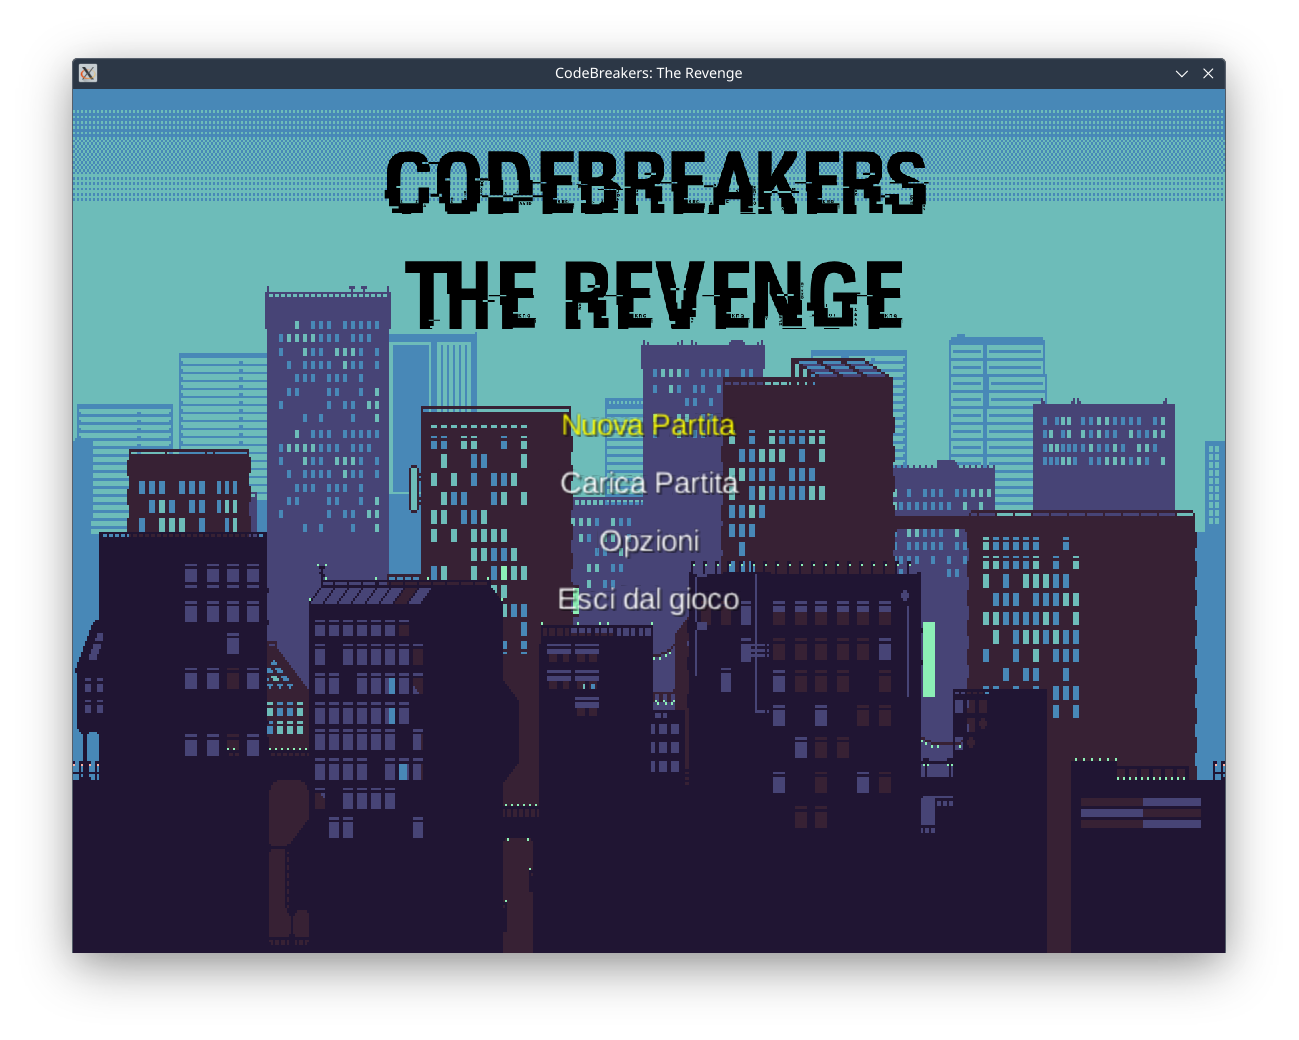 CodeBreakers: The Revenge
CODEBREAKERS
THE REVENGE
Nuova Partita
Carica Partita
Opzioni
Esci dal gioco